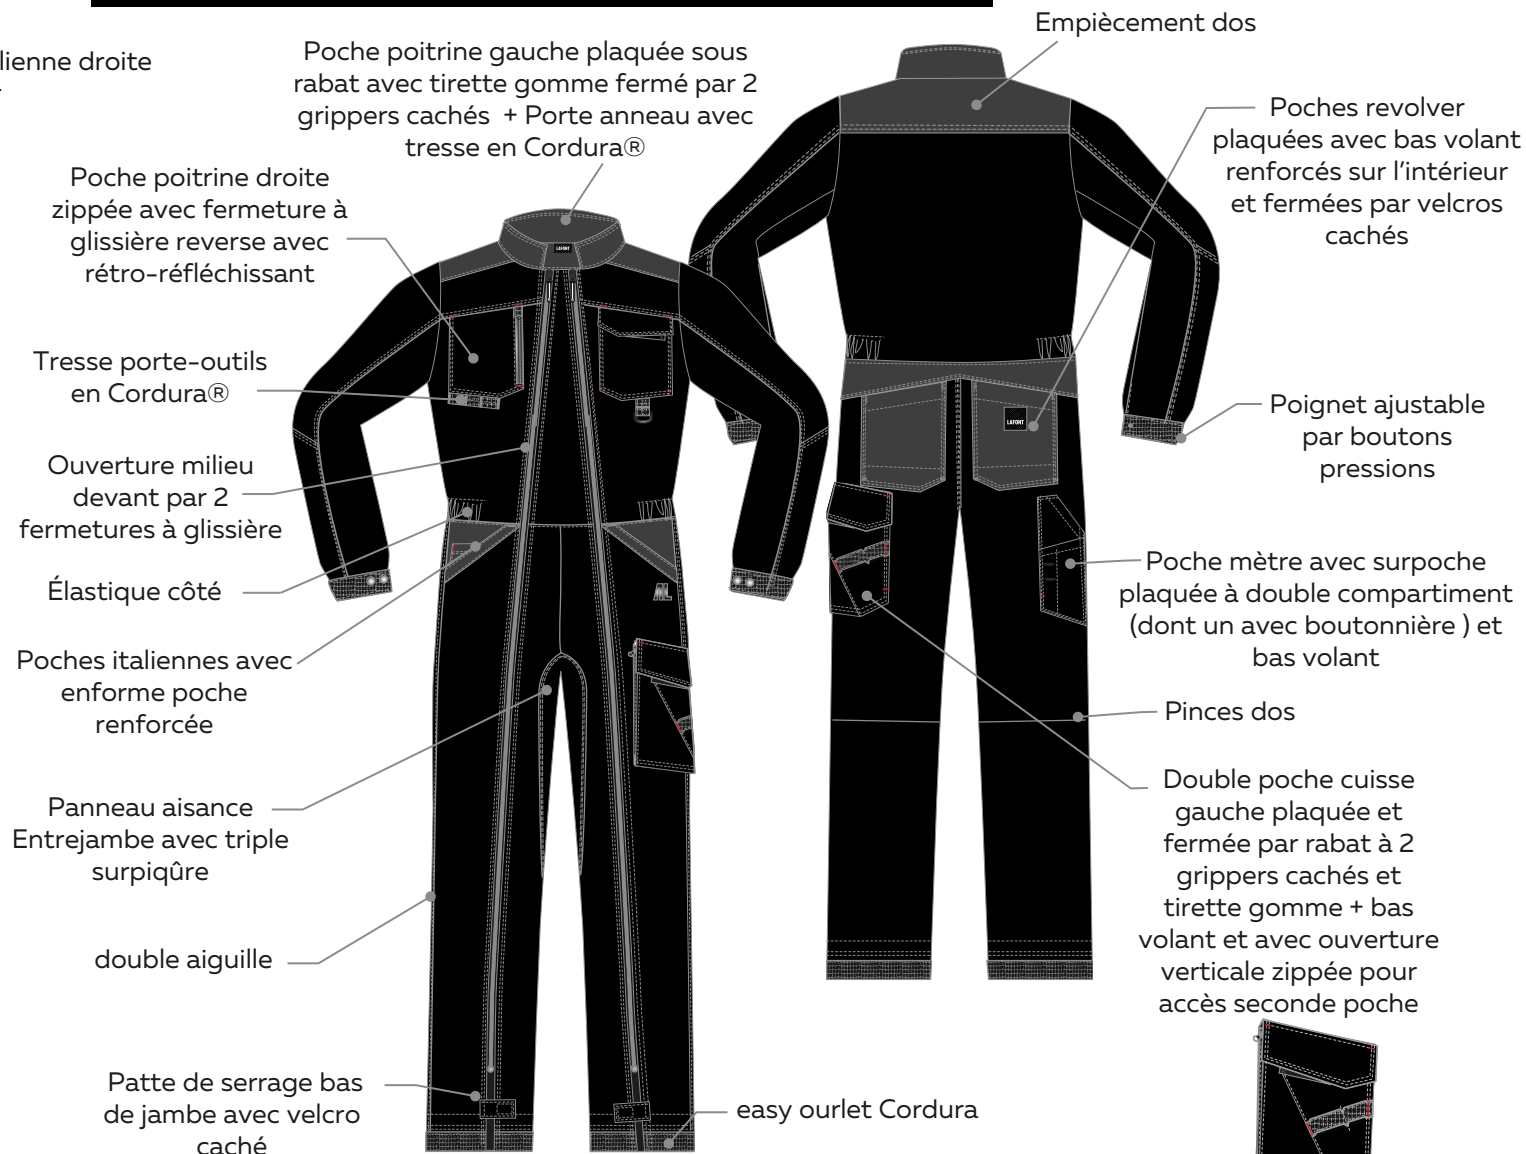 lienne droite
Poche poitrine gauche plaquée sous
rabat avec tirette gomme fermé par 2
grippers cachés + Porte anneau avec
tresse en Cordura®
Poche poitrine droite
zippée avec fermeture à
glissière reverse avec
rétro-réfléchissant
Tresse porte-outils
en Cordura®
Ouverture milieu
devant par 2
fermetures à glissière
Élastique côté
Poches italiennes avec
enforme poche
renforcée
Panneau aisance
Entrejambe avec triple
surpiqûre
double aiguille
Patte de serrage bas
de jambe avec velcro
caché
LAFONT
easy ourlet Cordura
Empiècement dos
Poches revolver
plaquées avec bas volant
renforcés sur l'intérieur
et fermées par velcros
cachés
LAFONT
Poignet ajustable
par boutons
pressions
Poche mètre avec surpoche
plaquée à double compartiment
(dont un avec boutonnière ) et
bas volant
Pinces dos
Double poche cuisse
gauche plaquée et
fermée par rabat à 2
grippers cachés et
tirette gomme + bas
volant et avec ouverture
verticale zippée pour
accès seconde poche